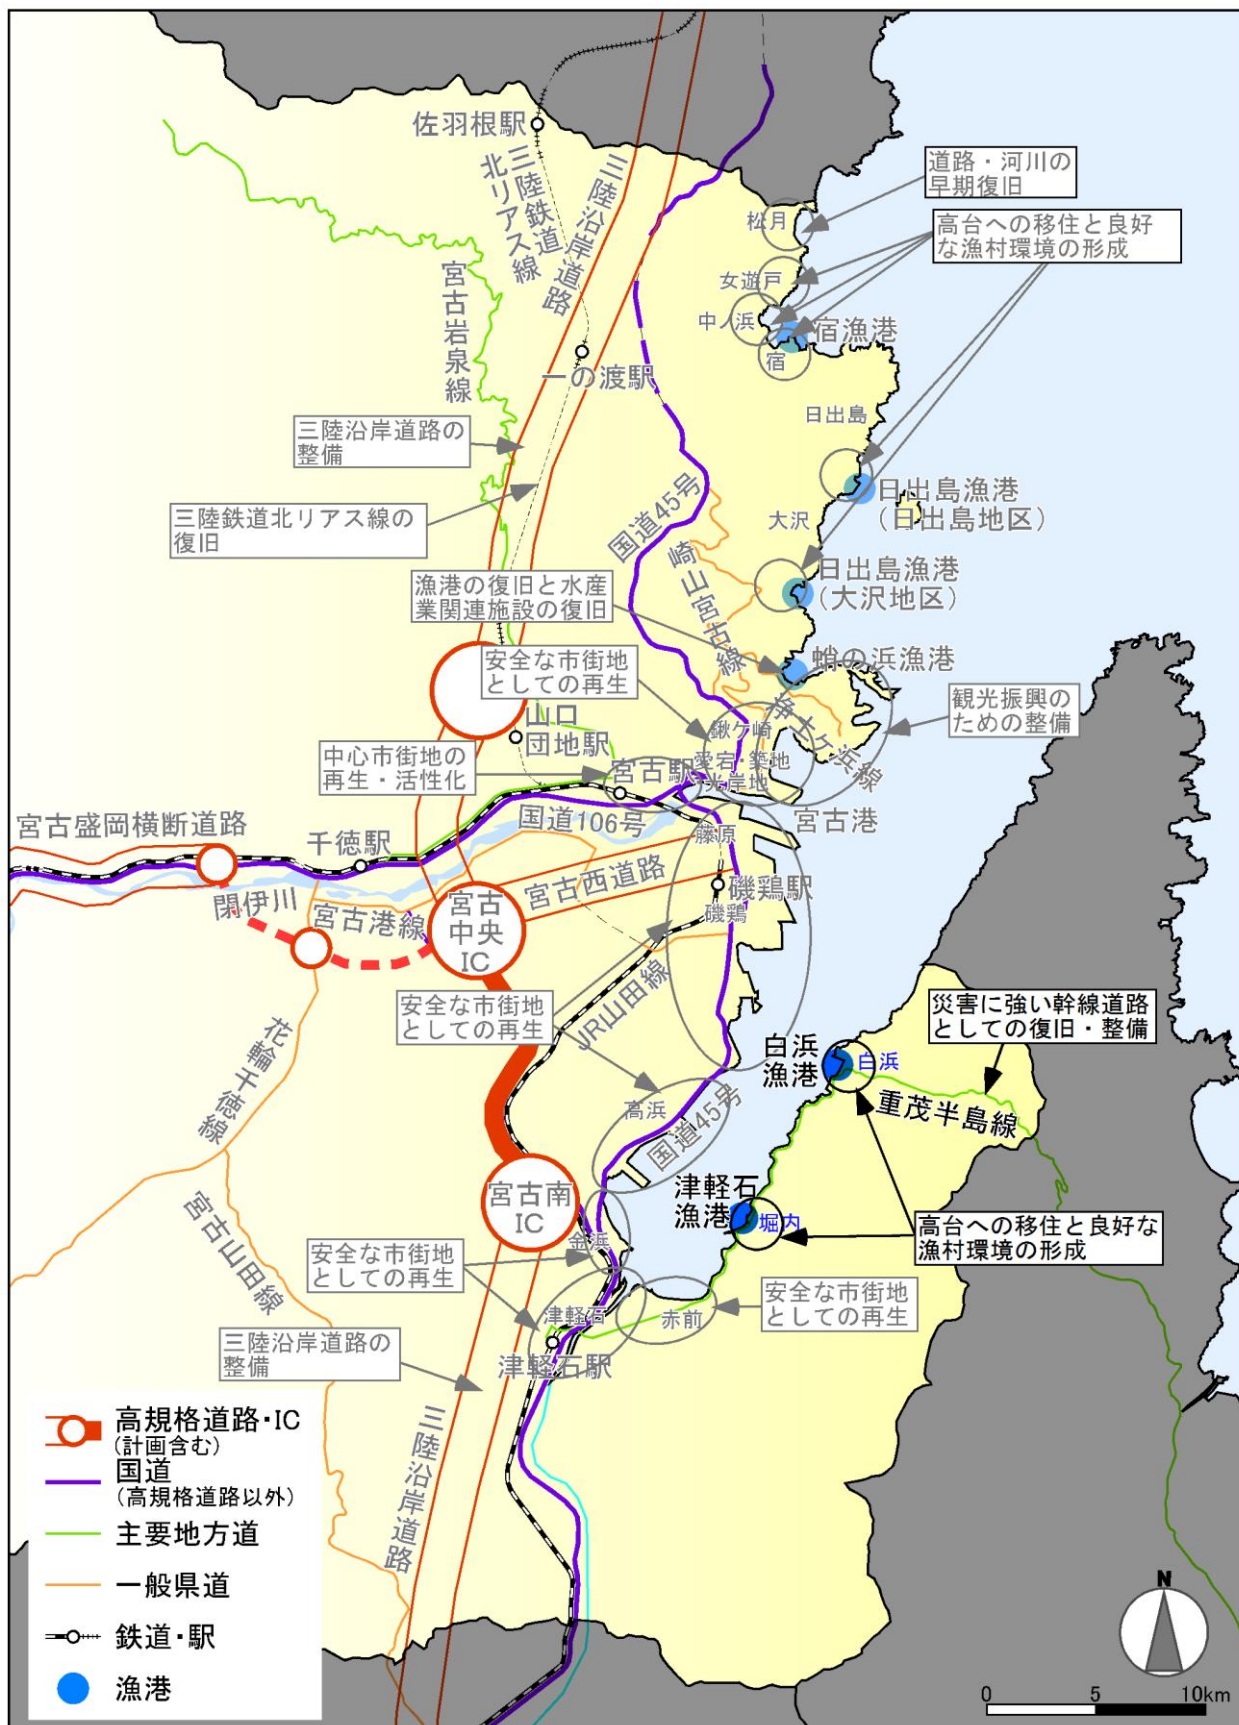 佐羽根駅
三陸鉄道
北リアス線
三陸沿岸道路
宮古岩泉線
一の渡駅
道路・河川の
早期復旧
松月
高台への移住と良好
な漁村環境の形成
女遊戸
中ノ浜
宿漁港
宿
日出島
三陸沿岸道路の
整備
三陸鉄道北リアス線の
復旧
国道45号
日出島漁港
(日出島地区)
大沢
崎山宮古線
日出島漁港
(大沢地区)
漁港の復旧と水産
業関連施設の復旧
蛸の浜漁港
安全な市街地
としての再生
浄土ヶ浜線
観光振興の
ための整備
山口
団地駅
鍬ケ崎
愛宕・築地
光岸地
中心市街地の
再生・活性化
宮古駅
宮古港
国道106号
宮古盛岡横断道路
千徳駅
藤原
宮古西道路
磯鶏駅
磯鶏
閉伊川
宮古港線
宮古
中央
IC
安全な市街地
としての再生
JR山田線
花輪千徳線
災害に強い幹線道路
としての復旧・整備
白浜
漁港
白浜
重茂半島線
高浜
国道45号
津軽石
漁港
堀内
宮古南
IC
高台への移住と良好な
漁村環境の形成
宮古山田線
金浜
安全な市街地
としての再生
安全な市街地
としての再生
津軽石
赤前
津軽石駅
三陸沿岸道路の
整備
三陸沿岸道路
高規格道路・IC
(計画含む)
国道
(高規格道路以外)
主要地方道
一般県道
鉄道・駅
漁港
N
0 5 10km